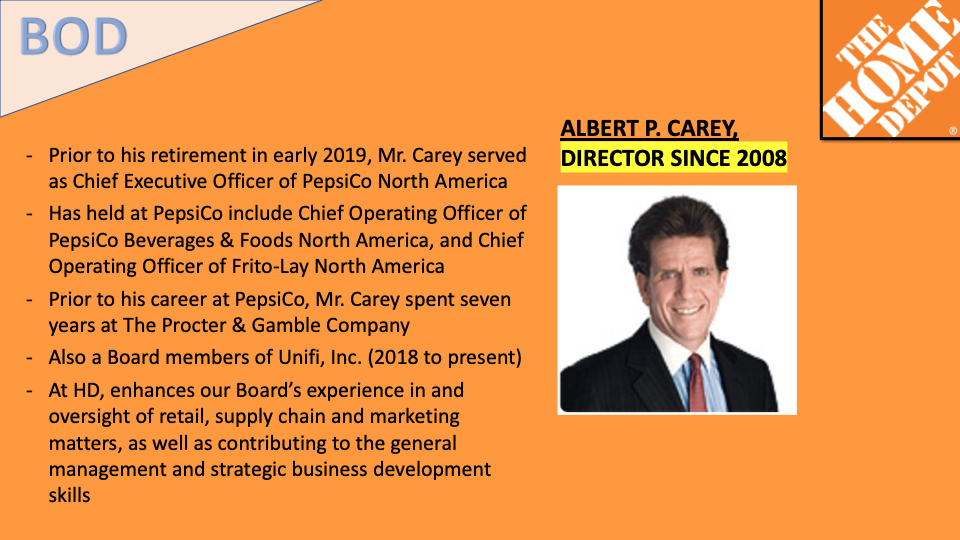 BOD
THE
HOME
DEPOT
®
ALBERT P. CAREY,
DIRECTOR SINCE 2008
- Prior to his retirement in early 2019, Mr. Carey served
as Chief Executive Officer of PepsiCo North America
- Has held at PepsiCo include Chief Operating Officer of
PepsiCo Beverages & Foods North America, and Chief
Operating Officer of Frito-Lay North America
- Prior to his career at PepsiCo, Mr. Carey spent seven
years at The Procter & Gamble Company
- Also a Board members of Unifi, Inc. (2018 to present)
- At HD, enhances our Board’s experience in and
oversight of retail, supply chain and marketing
matters, as well as contributing to the general
management and strategic business development
skills